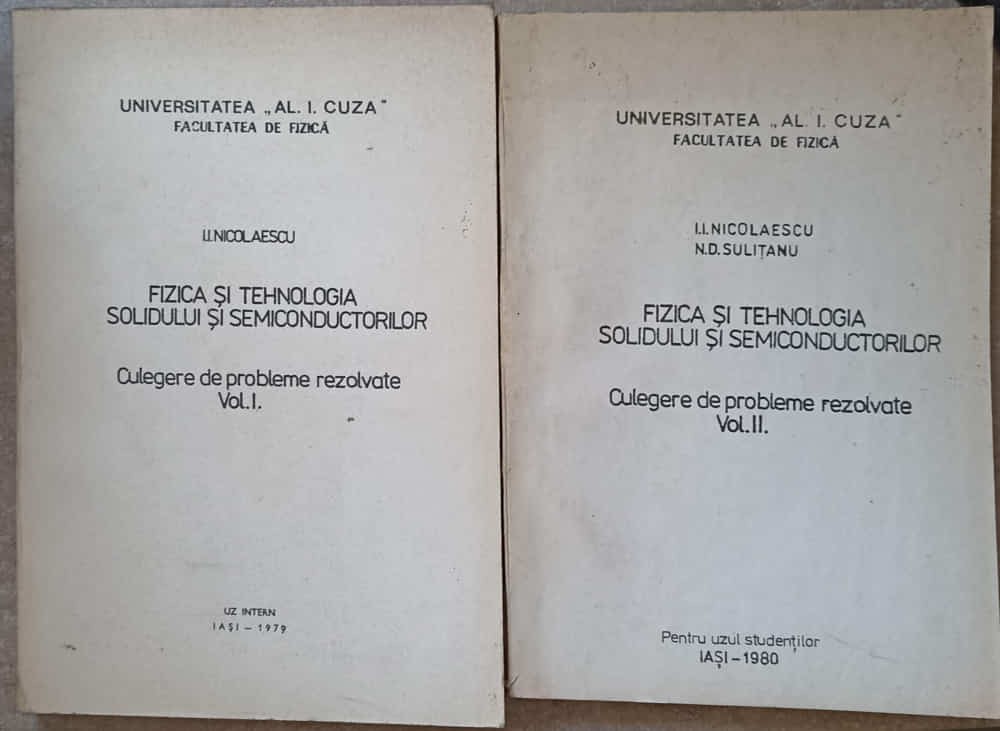 UNIVERSITATEA „AL. I. CUZA"
FACULTATEA DE FIZICĂ
I.I.NICOLAESCU
FIZICA ȘI TEHNOLOGIA
SOLIDULUI ȘI SEMICONDUCTORILOR
Culegere de probleme rezolvate
Vol.I.
UZ INTERN
IAȘI – 1979
UNIVERSITATEA „AL. I. CUZA"
FACULTATEA DE FIZICĂ
I.I.NICOLAESCU
N.D.SULIȚANU
FIZICA ȘI TEHNOLOGIA
SOLIDULUI ȘI SEMICONDUCTORILOR
Culegere de probleme rezolvate
Vol.II.
Pentru uzul studenților
IAȘI – 1980